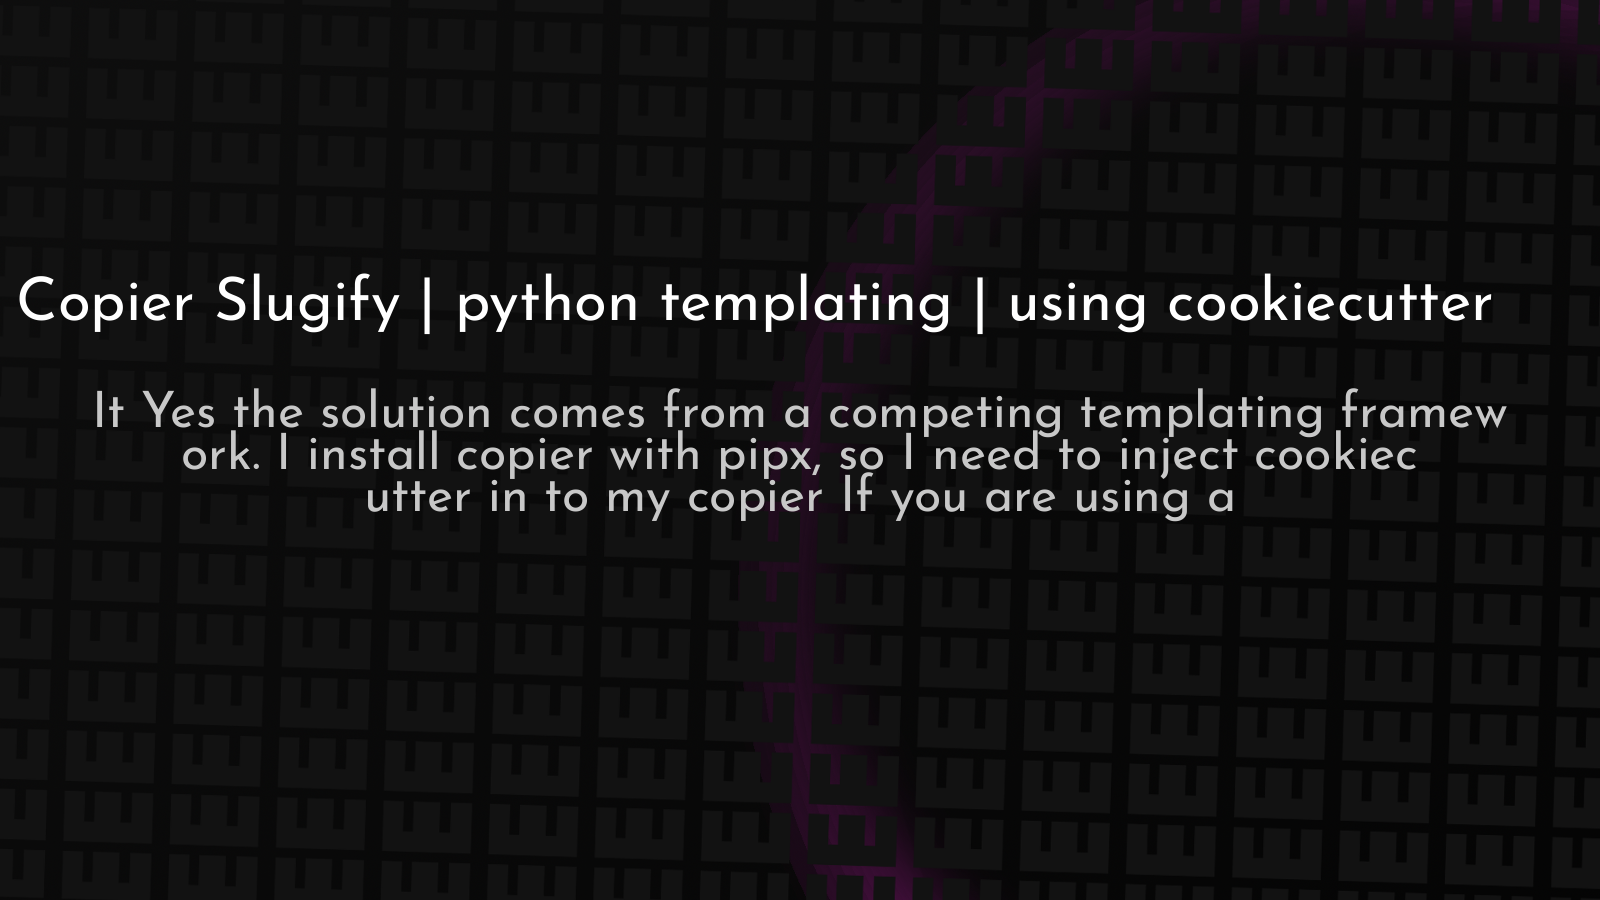 Copier Slugify | python templating | using cookiecutter
It Yes the solution comes from a competing templating framew
ork. I install copier with pipx, so I need to inject cookiec
utter in to my copier If you are using a